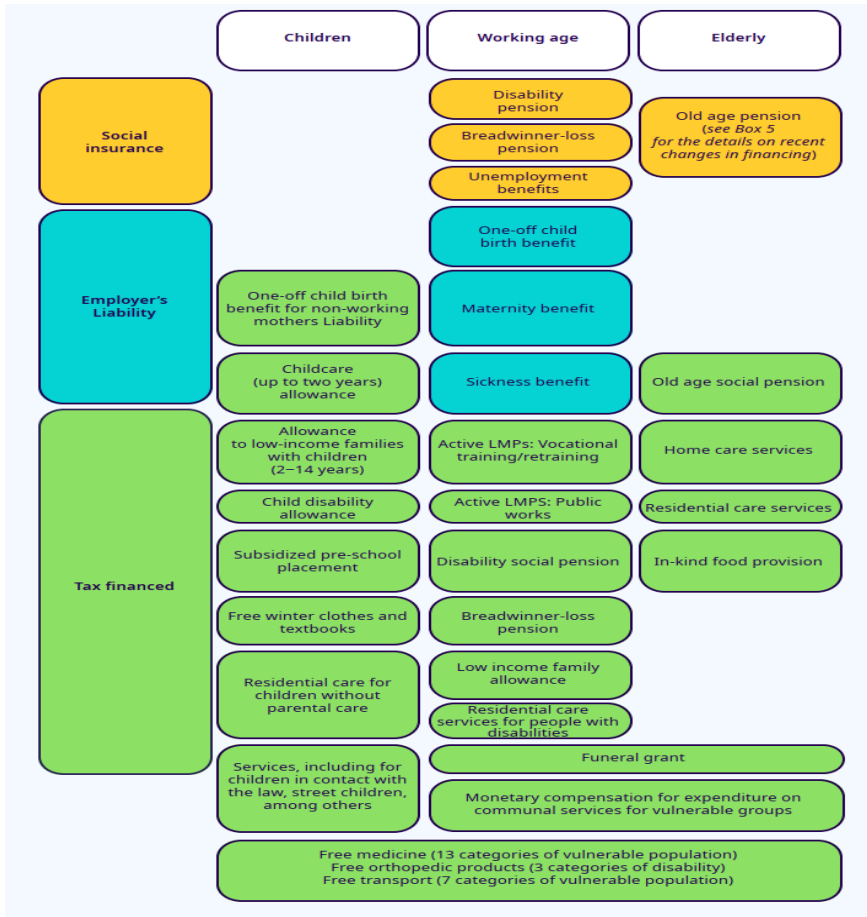 Children
Working age
Elderly
Social
insurance
Disability
pension
Breadwinner-loss
pension
Unemployment
benefits
Old age pension
(see Box 5
for the details on recent
changes in financing)
Employer’s
Liability
One-off child
birth benefit
One-off child birth
benefit for non-working
mothers Liability
Maternity benefit
Childcare
(up to two years)
allowance
Sickness benefit
Old age social pension
Tax financed
Allowance
to low-income families
with children
(2−14 years)
Active LMPs: Vocational
training/retraining
Home care services
Child disability
allowance
Active LMPS: Public
works
Residential care services
Subsidized pre-school
placement
Disability social pension
In-kind food provision
Free winter clothes and
textbooks
Breadwinner-loss
pension
Residential care for
children without
parental care
Low income family
allowance
Residential care
services for people with
disabilities
Services, including for
children in contact with
the law, street children,
among others
Funeral grant
Monetary compensation for expenditure on
communal services for vulnerable groups
Free medicine (13 categories of vulnerable population)
Free orthopedic products (3 categories of disability)
Free transport (7 categories of vulnerable population)